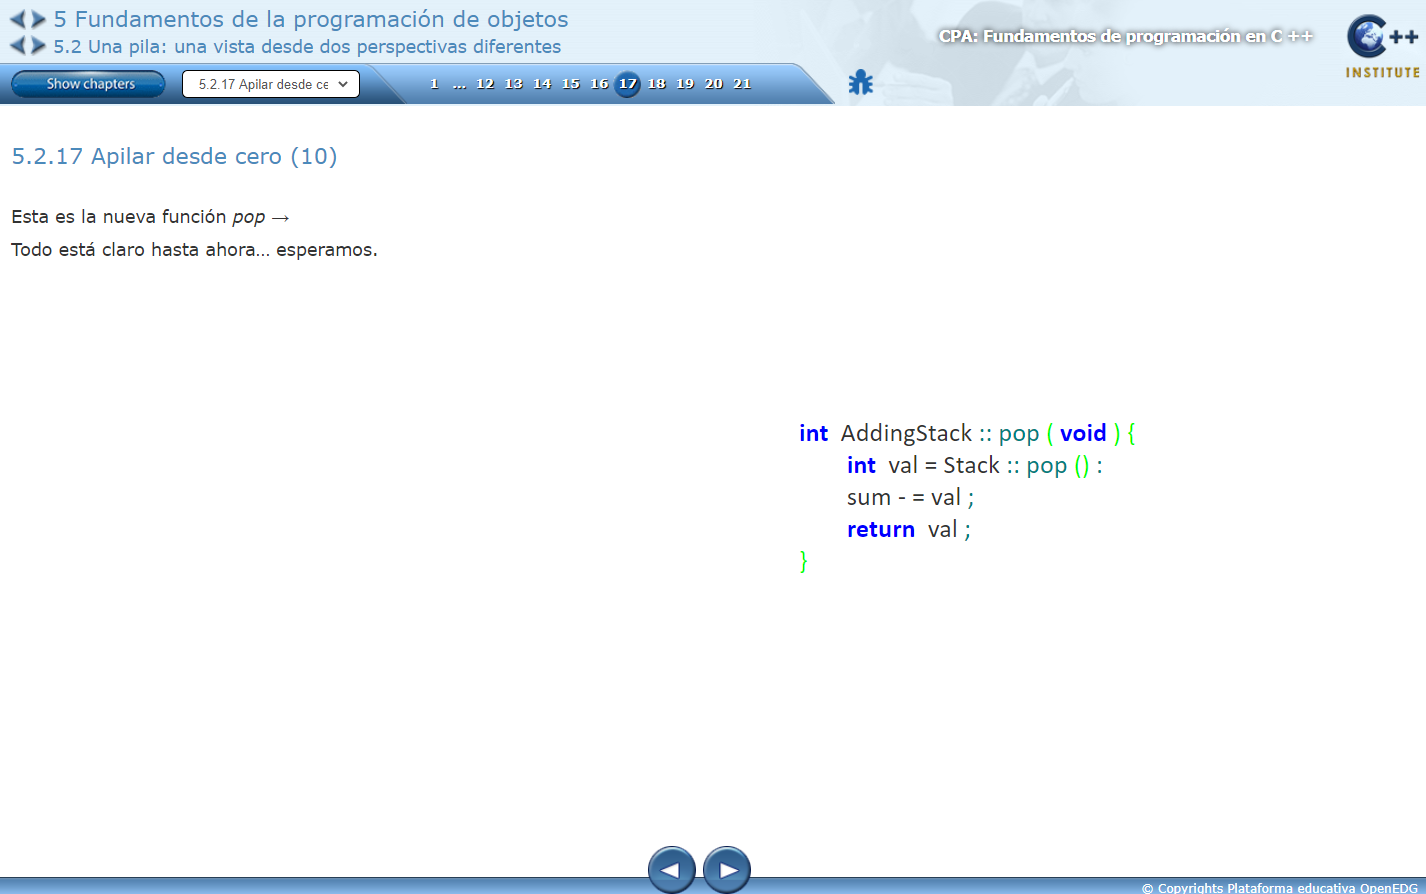 5 Fundamentos de la programación de objetos
5.2 Una pila: una vista desde dos perspectivas diferentes
CPA: Fundamentos de programación en C ++
C++
INSTITUTE
Show chapters
5.2.17 Apilar desde ce
1 ... 12 13 14 15 16 17 18 19 20 21
5.2.17 Apilar desde cero (10)
Esta es la nueva función pop →
Todo está claro hasta ahora... esperamos.
int AddingStack :: pop ( void ) {
int val = Stack :: pop () :
sum - = val ;
return val ;
}
© Copyrights Plataforma educativa OpenEDG